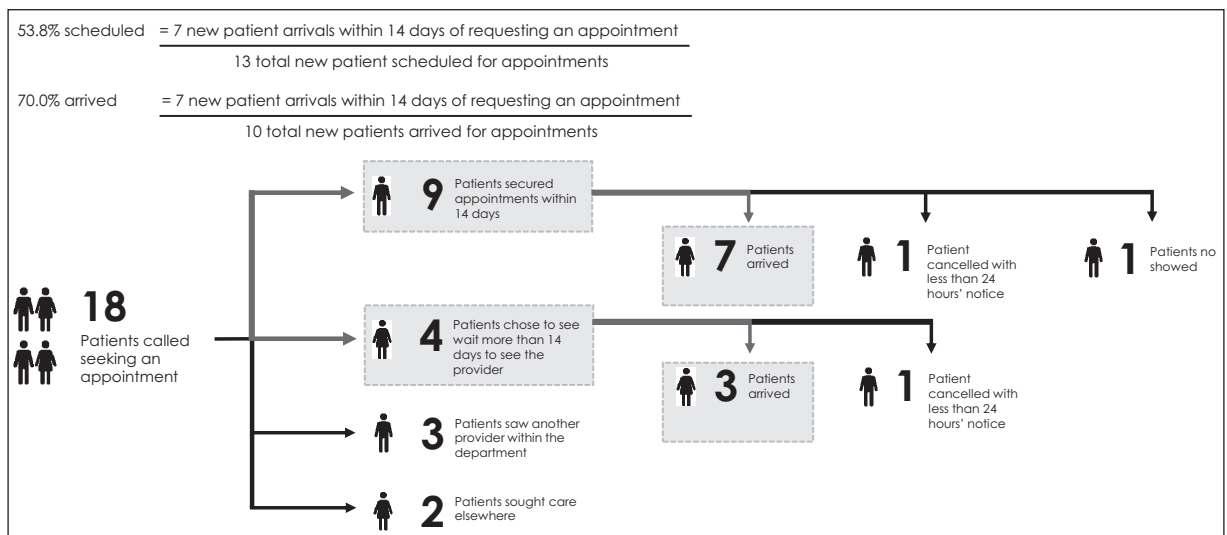 53.8% scheduled = 7 new patient arrivals within 14 days of requesting an appointment
13 total new patient scheduled for appointments
70.0% arrived = 7 new patient arrivals within 14 days of requesting an appointment
10 total new patients arrived for appointments
18
Patients called
seeking an
appointment
9
Patients secured
appointments within
14 days
7
Patients
arrived
1
Patient
cancelled with
less than 24
hours' notice
1
Patients no
showed
4
Patients chose to see
wait more than 14
days to see the
provider
3
Patients
arrived
1
Patient
cancelled with
less than 24
hours' notice
3
Patients saw another
provider within the
department
2
Patients sought care
elsewhere